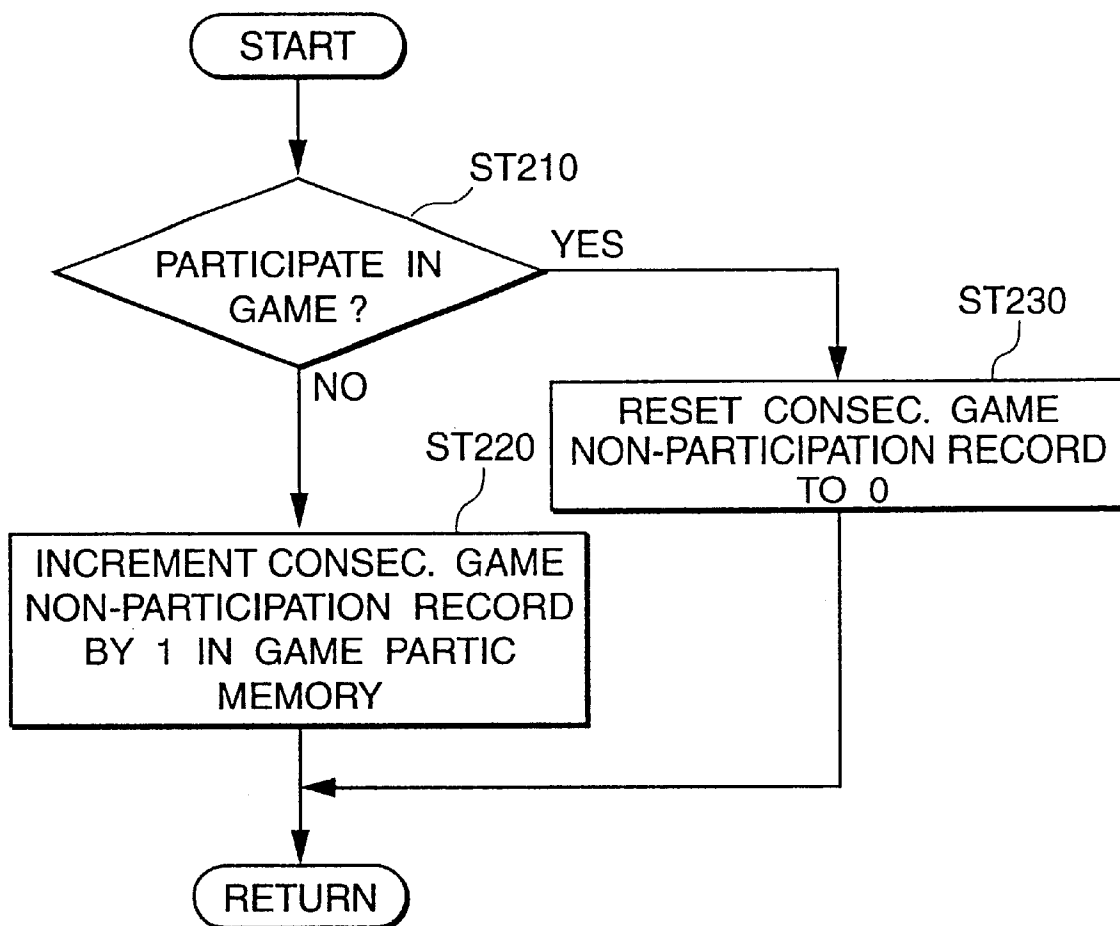 START
ST210
PARTICIPATE IN
GAME ?
YES
NO
ST230
RESET CONSEC. GAME
NON-PARTICIPATION RECORD
TO 0
ST220
INCREMENT CONSEC. GAME
NON-PARTICIPATION RECORD
BY 1 IN GAME PARTIC
MEMORY
RETURN